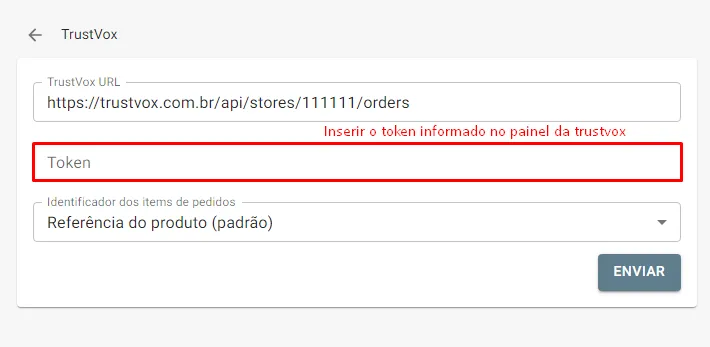 TrustVox
TrustVox URL
https://trustvox.com.br/api/stores/111111/orders
Inserir o token informado no painel da trustvox
Token
Identificador dos items de pedidos
Referência do produto (padrão)
ENVIAR